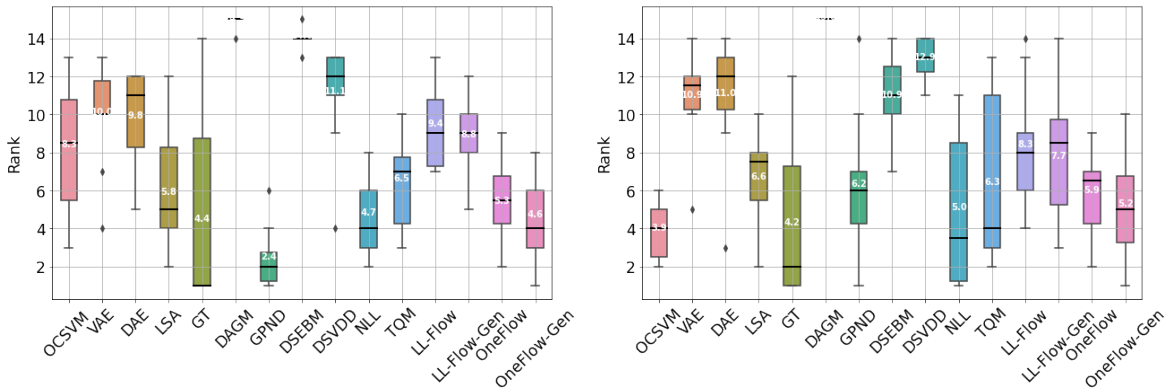 Rank
14
12
10
8
6
4
2
8.3
10.0
9.8
5.8
4.4
2.4
11.1
4.7
6.5
9.4
8.8
5.3
4.6
OCSVM
VAE
DAE
LSA
GT
DAGM
GPND
DSEBM
DSVDD
NLL
TQM
LL-Flow
LL-Flow-Gen
OneFlow
OneFlow-Gen
Rank
14
12
10
8
6
4
2
3.9
10.9
11.0
6.6
4.2
6.2
10.9
12.9
5.0
6.3
8.3
7.7
5.9
5.2
OCSVM
VAE
DAE
LSA
GT
DAGM
GPND
DSEBM
DSVDD
NLL
TQM
LL-Flow
LL-Flow-Gen
OneFlow
OneFlow-Gen